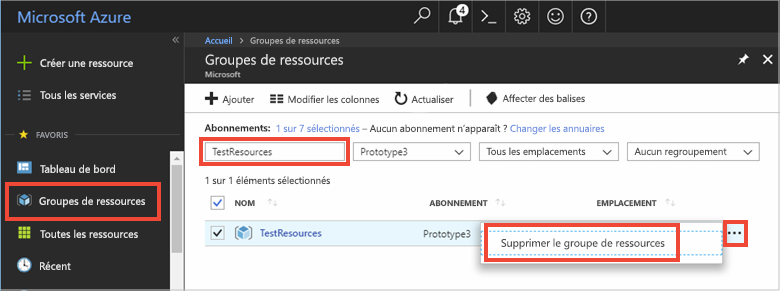 Microsoft Azure
4
Accueil > Groupes de ressources
Groupes de ressources
Microsoft
Créer une ressource
Tous les services
FAVORIS
Tableau de bord
Groupes de ressources
Toutes les ressources
Récent
Ajouter Modifier les colonnes Actualiser Affecter des balises
Abonnements: 1 sur 7 sélectionnés – Aucun abonnement n'apparaît ? Changer les annuaires
TestResources Prototype3 Tous les emplacements Aucun regroupement
1 sur 1 éléments sélectionnés
NOM ABONNEMENT EMPLACEMENT
TestResources Prototype3
Supprimer le groupe de ressources